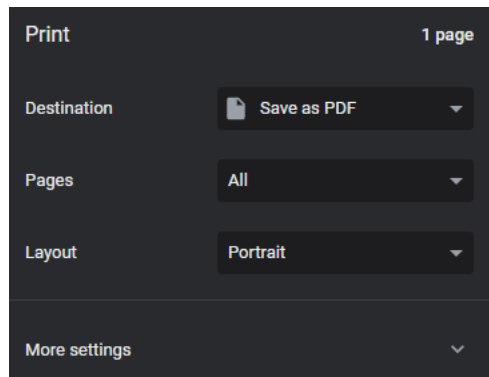 Print 1 page
Destination Save as PDF
Pages All
Layout Portrait
More settings